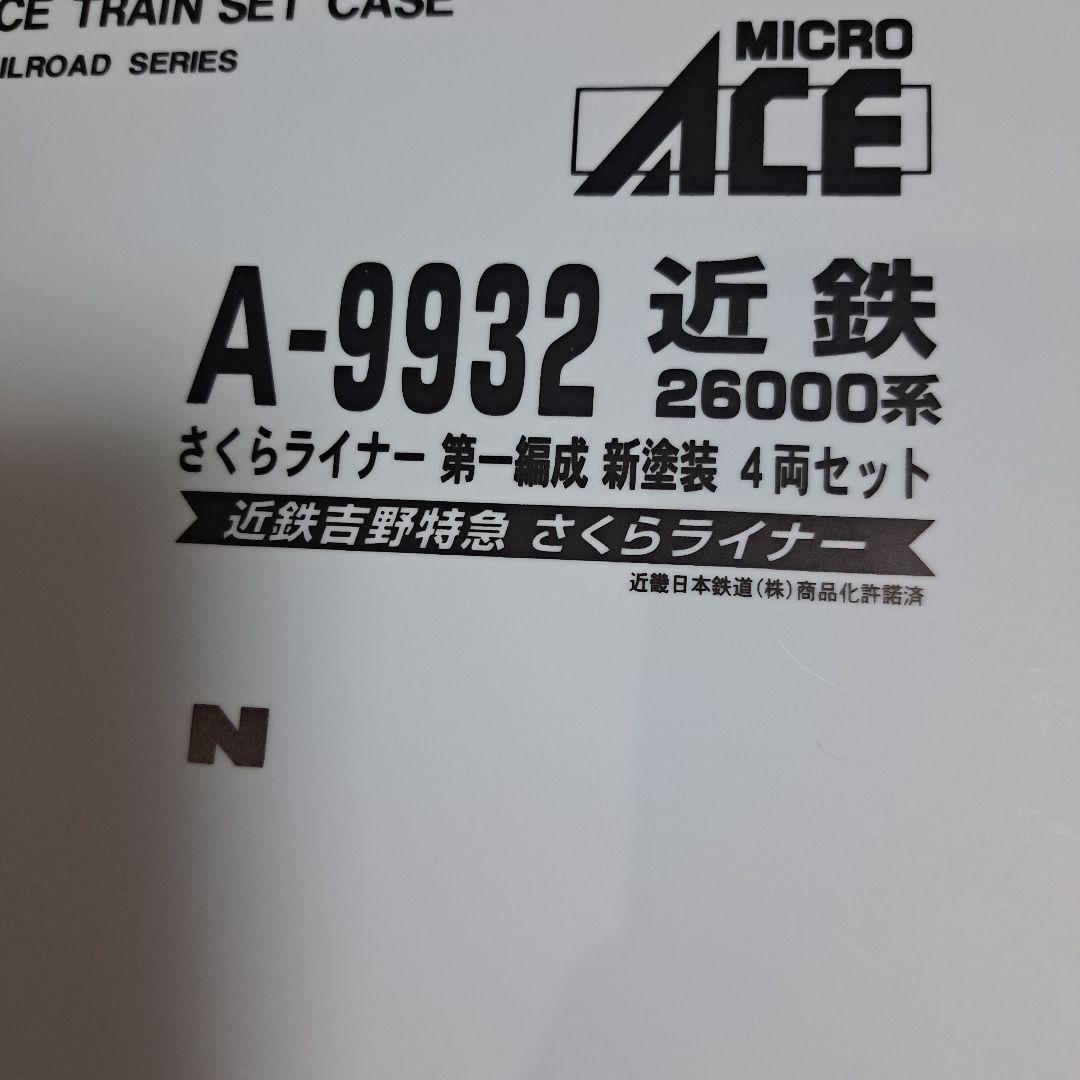 CE TRAIN SET CASE
ILROAD SERIES
MICRO
ACE
A-9932 近鉄
26000系
さくらライナー 第一編成 新塗装 4両セット
近鉄吉野特急 さくらライナー
近畿日本鉄道(株)商品化許諾済
N